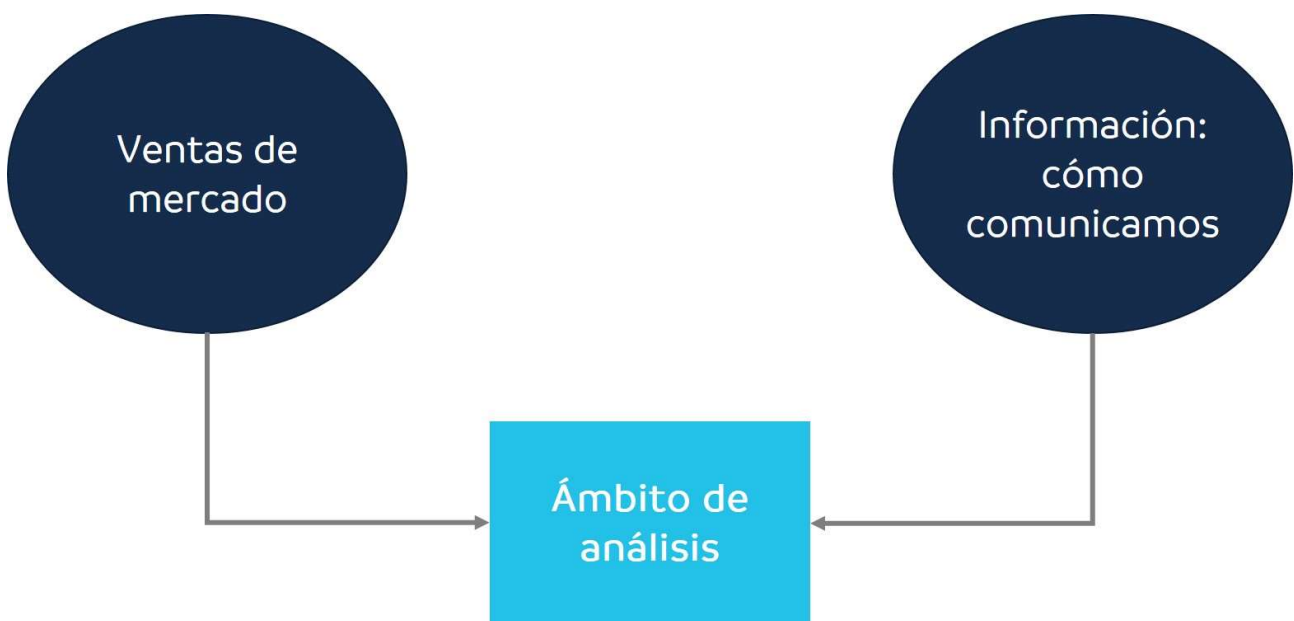 Ventas de
mercado
Información:
cómo
comunicamos
Ámbito de
análisis